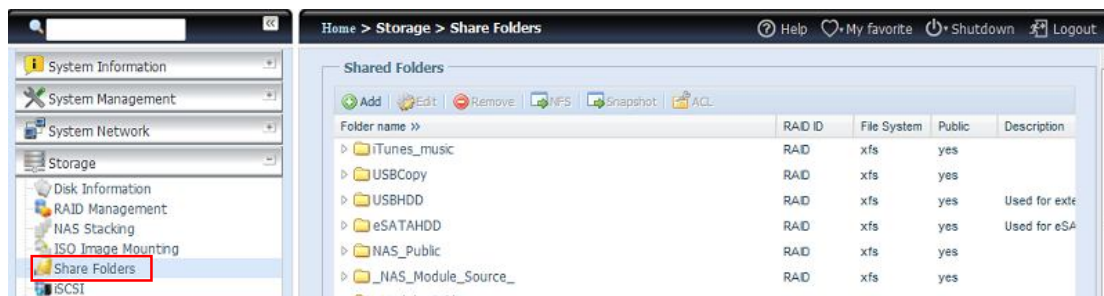 Home > Storage > Share Folders
Help My favorite Shutdown Logout
System Information
System Management
System Network
Storage
Disk Information
RAID Management
NAS Stacking
ISO Image Mounting
Share Folders
iSCSI
Shared Folders
Add Edit Remove NFS Snapshot ACL
Folder name » RAID ID File System Public Description
iTunes_music RAID xfs yes
USBCopy RAID xfs yes
USBHDD RAID xfs yes Used for exte
eSATAHDD RAID xfs yes Used for eSA
NAS_Public RAID xfs yes
_NAS_Module_Source_ RAID xfs yes